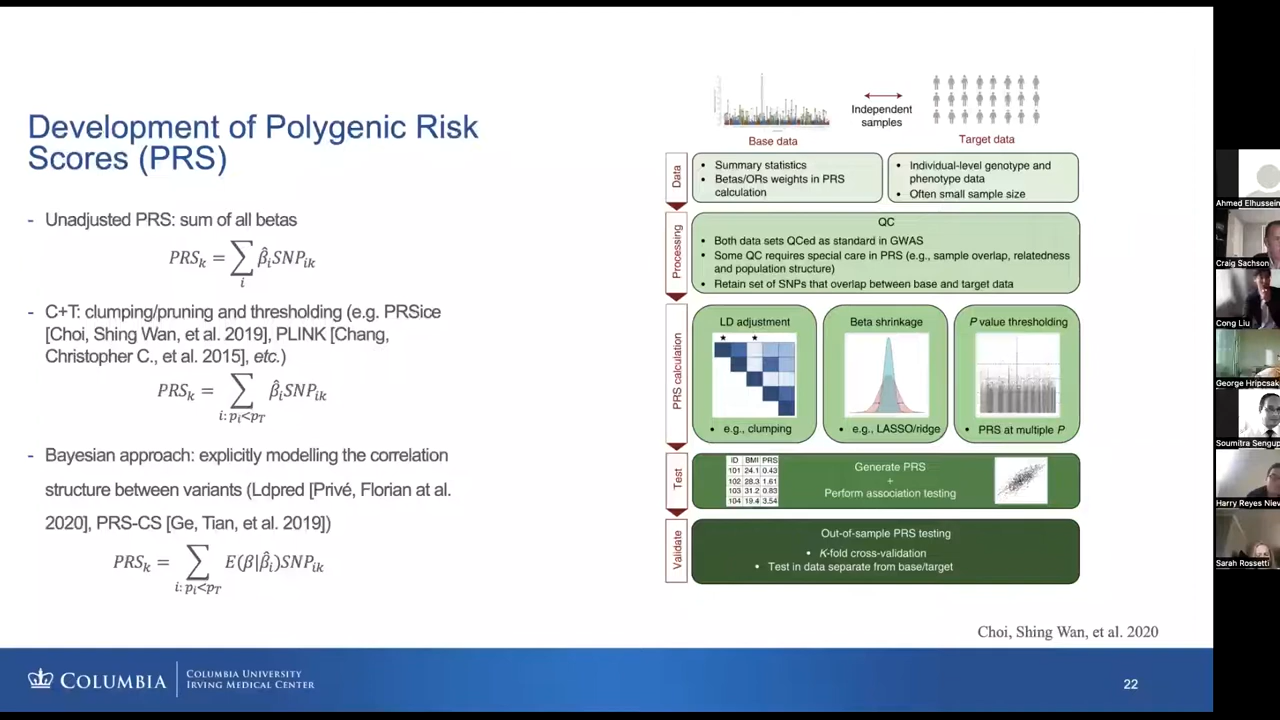 Development of Polygenic Risk
Scores (PRS)
- Unadjusted PRS: sum of all betas
PRS_k = ∑_i β̂_i SNP_ik
- C+T: clumping/pruning and thresholding (e.g. PRSice
[Choi, Shing Wan, et al. 2019], PLINK [Chang,
Christopher C., et al. 2015], etc.)
PRS_k = ∑_{i: p_i<p_T} β̂_i SNP_ik
- Bayesian approach: explicitly modelling the correlation
structure between variants (Ldpred [Privé, Florian at al.
2020], PRS-CS [Ge, Tian, et al. 2019])
PRS_k = ∑_{i: p_i<p_T} E(β|β̂_i)SNP_ik
Independent
samples
Base data
Target data
Data
• Summary statistics
• Betas/ORs weights in PRS
calculation
• Individual-level genotype and
phenotype data
• Often small sample size
Processing
QC
• Both data sets QCed as standard in GWAS
• Some QC requires special care in PRS (e.g., sample overlap, relatedness
and population structure)
• Retain set of SNPs that overlap between base and target data
PRS calculation
LD adjustment
• e.g., clumping
Beta shrinkage
• e.g., LASSO/ridge
P value thresholding
• PRS at multiple P
Test
ID BMI PRS
101 24.1 0.43
102 28.3 1.61
103 31.2 0.83
104 19.4 3.54
Generate PRS
+
Perform association testing
Validate
Out-of-sample PRS testing
• K-fold cross-validation
• Test in data separate from base/target
Choi, Shing Wan, et al. 2020
COLUMBIA
COLUMBIA UNIVERSITY
IRVING MEDICAL CENTER
22
Ahmed Elhussein
Craig Sachson
Cong Liu
George Hripcsak
Soumitra Sengup
Harry Reyes Niev
Sarah Rossetti